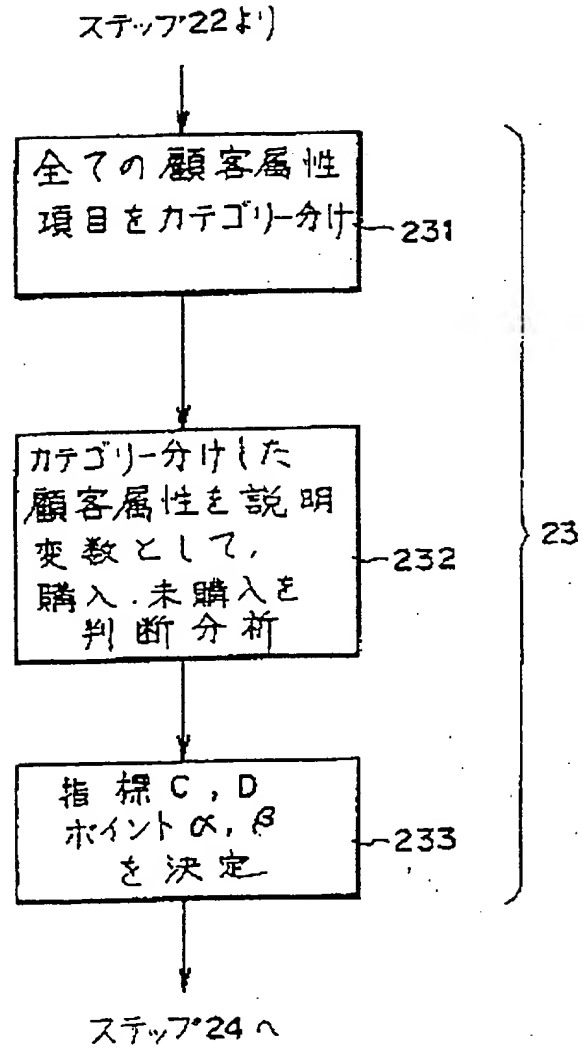 ステップ22より
全ての顧客属性
項目をカテゴリー分け
231
カテゴリー分けした
顧客属性を説明
変数として,
購入・未購入を
判断分析
232
23
指標C,D
ポイントα,β
を決定
233
ステップ24へ